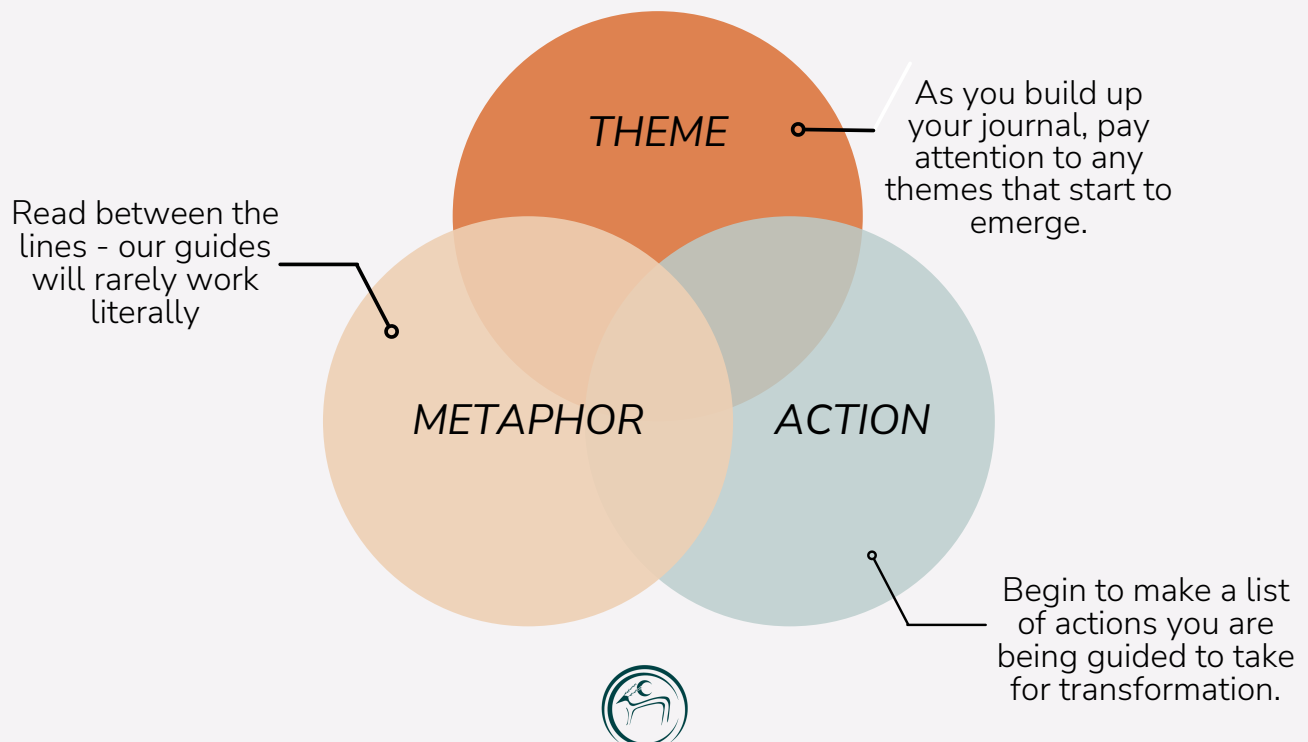 THEME
As you build up
your journal, pay
attention to any
themes that start to
emerge.
Read between the
lines - our guides
will rarely work
literally
METAPHOR
ACTION
Begin to make a list
of actions you are
being guided to take
for transformation.